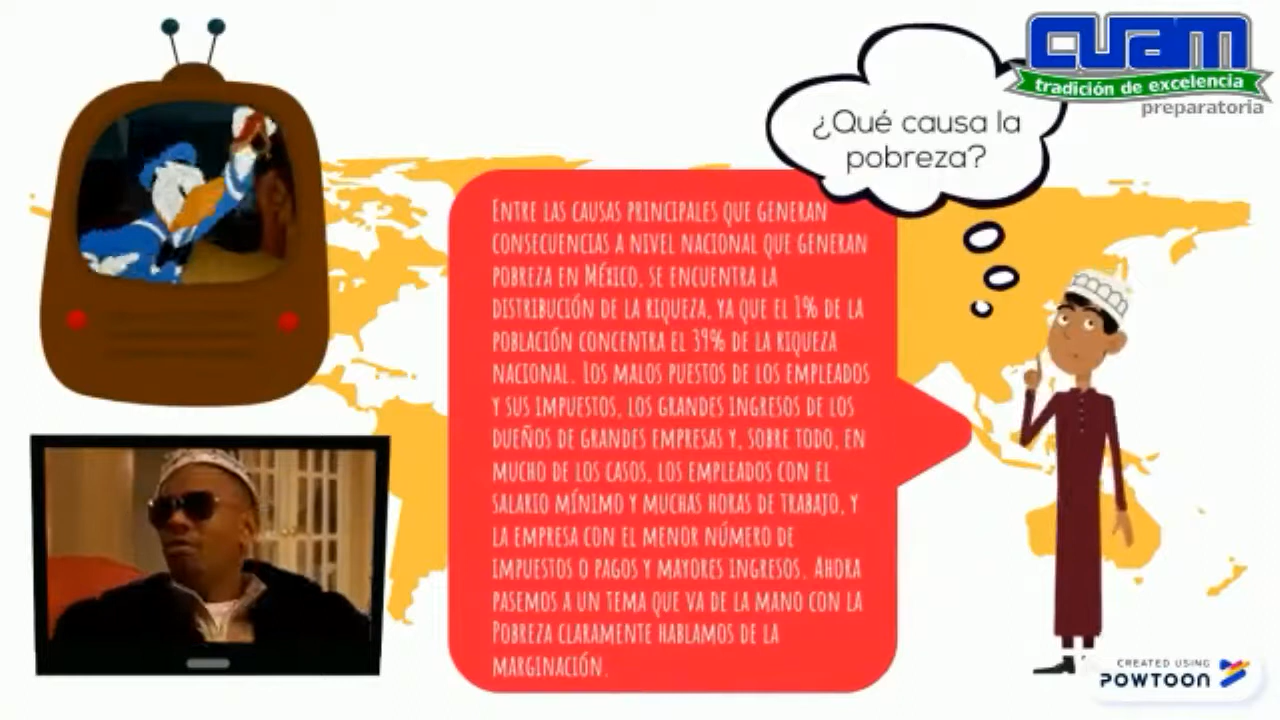 CUAM
tradición de excelencia
preparatoria
¿Qué causa la
pobreza?
ENTRE LAS CAUSAS PRINCIPALES QUE GENERAN
CONSECUENCIAS A NIVEL NACIONAL QUE GENERAN
POBREZA EN MÉXICO, SE ENCUENTRA LA
DISTRIBUCIÓN DE LA RIQUEZA, YA QUE EL 1% DE LA
POBLACIÓN CONCENTRA EL 39% DE LA RIQUEZA
NACIONAL. LOS MALOS PUESTOS DE LOS EMPLEADOS
Y SUS IMPUESTOS, LOS GRANDES INGRESOS DE LOS
DUEÑOS DE GRANDES EMPRESAS Y, SOBRE TODO, EN
MUCHO DE LOS CASOS, LOS EMPLEADOS CON EL
SALARIO MÍNIMO Y MUCHAS HORAS DE TRABAJO, Y
LA EMPRESA CON EL MENOR NÚMERO DE
IMPUESTOS O PAGOS Y MAYORES INGRESOS. AHORA
PASEMOS A UN TEMA QUE VA DE LA MANO CON LA
POBREZA CLARAMENTE HABLAMOS DE LA
MARGINACIÓN.
CREATED USING
POWTOON